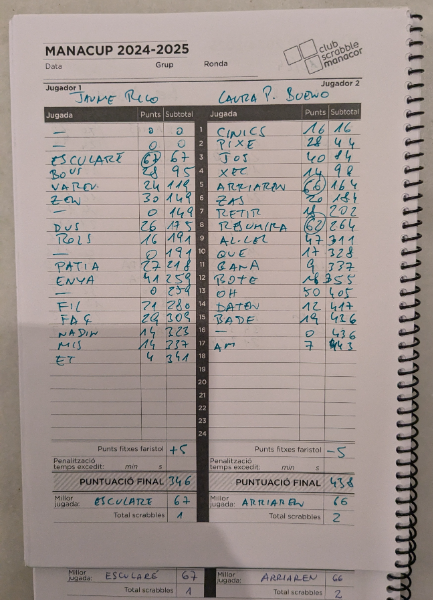 MANACUP 2024-2025
club scrabble manacor
Data Grup Ronda
Jugador 1 Jugador 2
JAUME LAURA P. BUENO
Jugada Punts Subtotal Jugada Punts Subtotal
— 0 0 1 CINICS 16 16
— 0 0 2 PIXE 28 44
ESCULARÉ 67 67 3 JOS 40 84
BOUS 28 95 4 XEC 14 98
VAREU 24 119 5 ARRIAREN 66 164
ZEN 30 149 6 ZAS 20 184
— 0 149 7 RETIR 18 202
DUS 26 175 8 62 264
ROLS 16 191 9 AL·LEL 47 311
— 0 191 10 QUE 17 328
PATIA 27 218 11 GANA 9 337
ENYA 41 259 12 BOTE 18 355
— 0 259 13 OH 50 405
FIL 21 280 14 DATEU 12 417
FAG 29 309 15 BADE 19 436
NADIU 14 323 16 — 0 436
MIS 14 337 17 AM 7 443
ET 4 341 18
19
20
21
22
23
24
Punts fitxes faristol +5 Punts fitxes faristol -5
Penalització temps excedit: min s Penalització temps excedit: min s
PUNTUACIÓ FINAL 346 PUNTUACIÓ FINAL 438
Millor jugada: ESCULARÉ 67 Millor jugada: ARRIAREN 66
Total scrabbles 1 Total scrabbles 2
Millor jugada: ESCULARÉ 67 Millor jugada: ARRIAREN 66
Total scrabbles 1 Total scrabbles 2